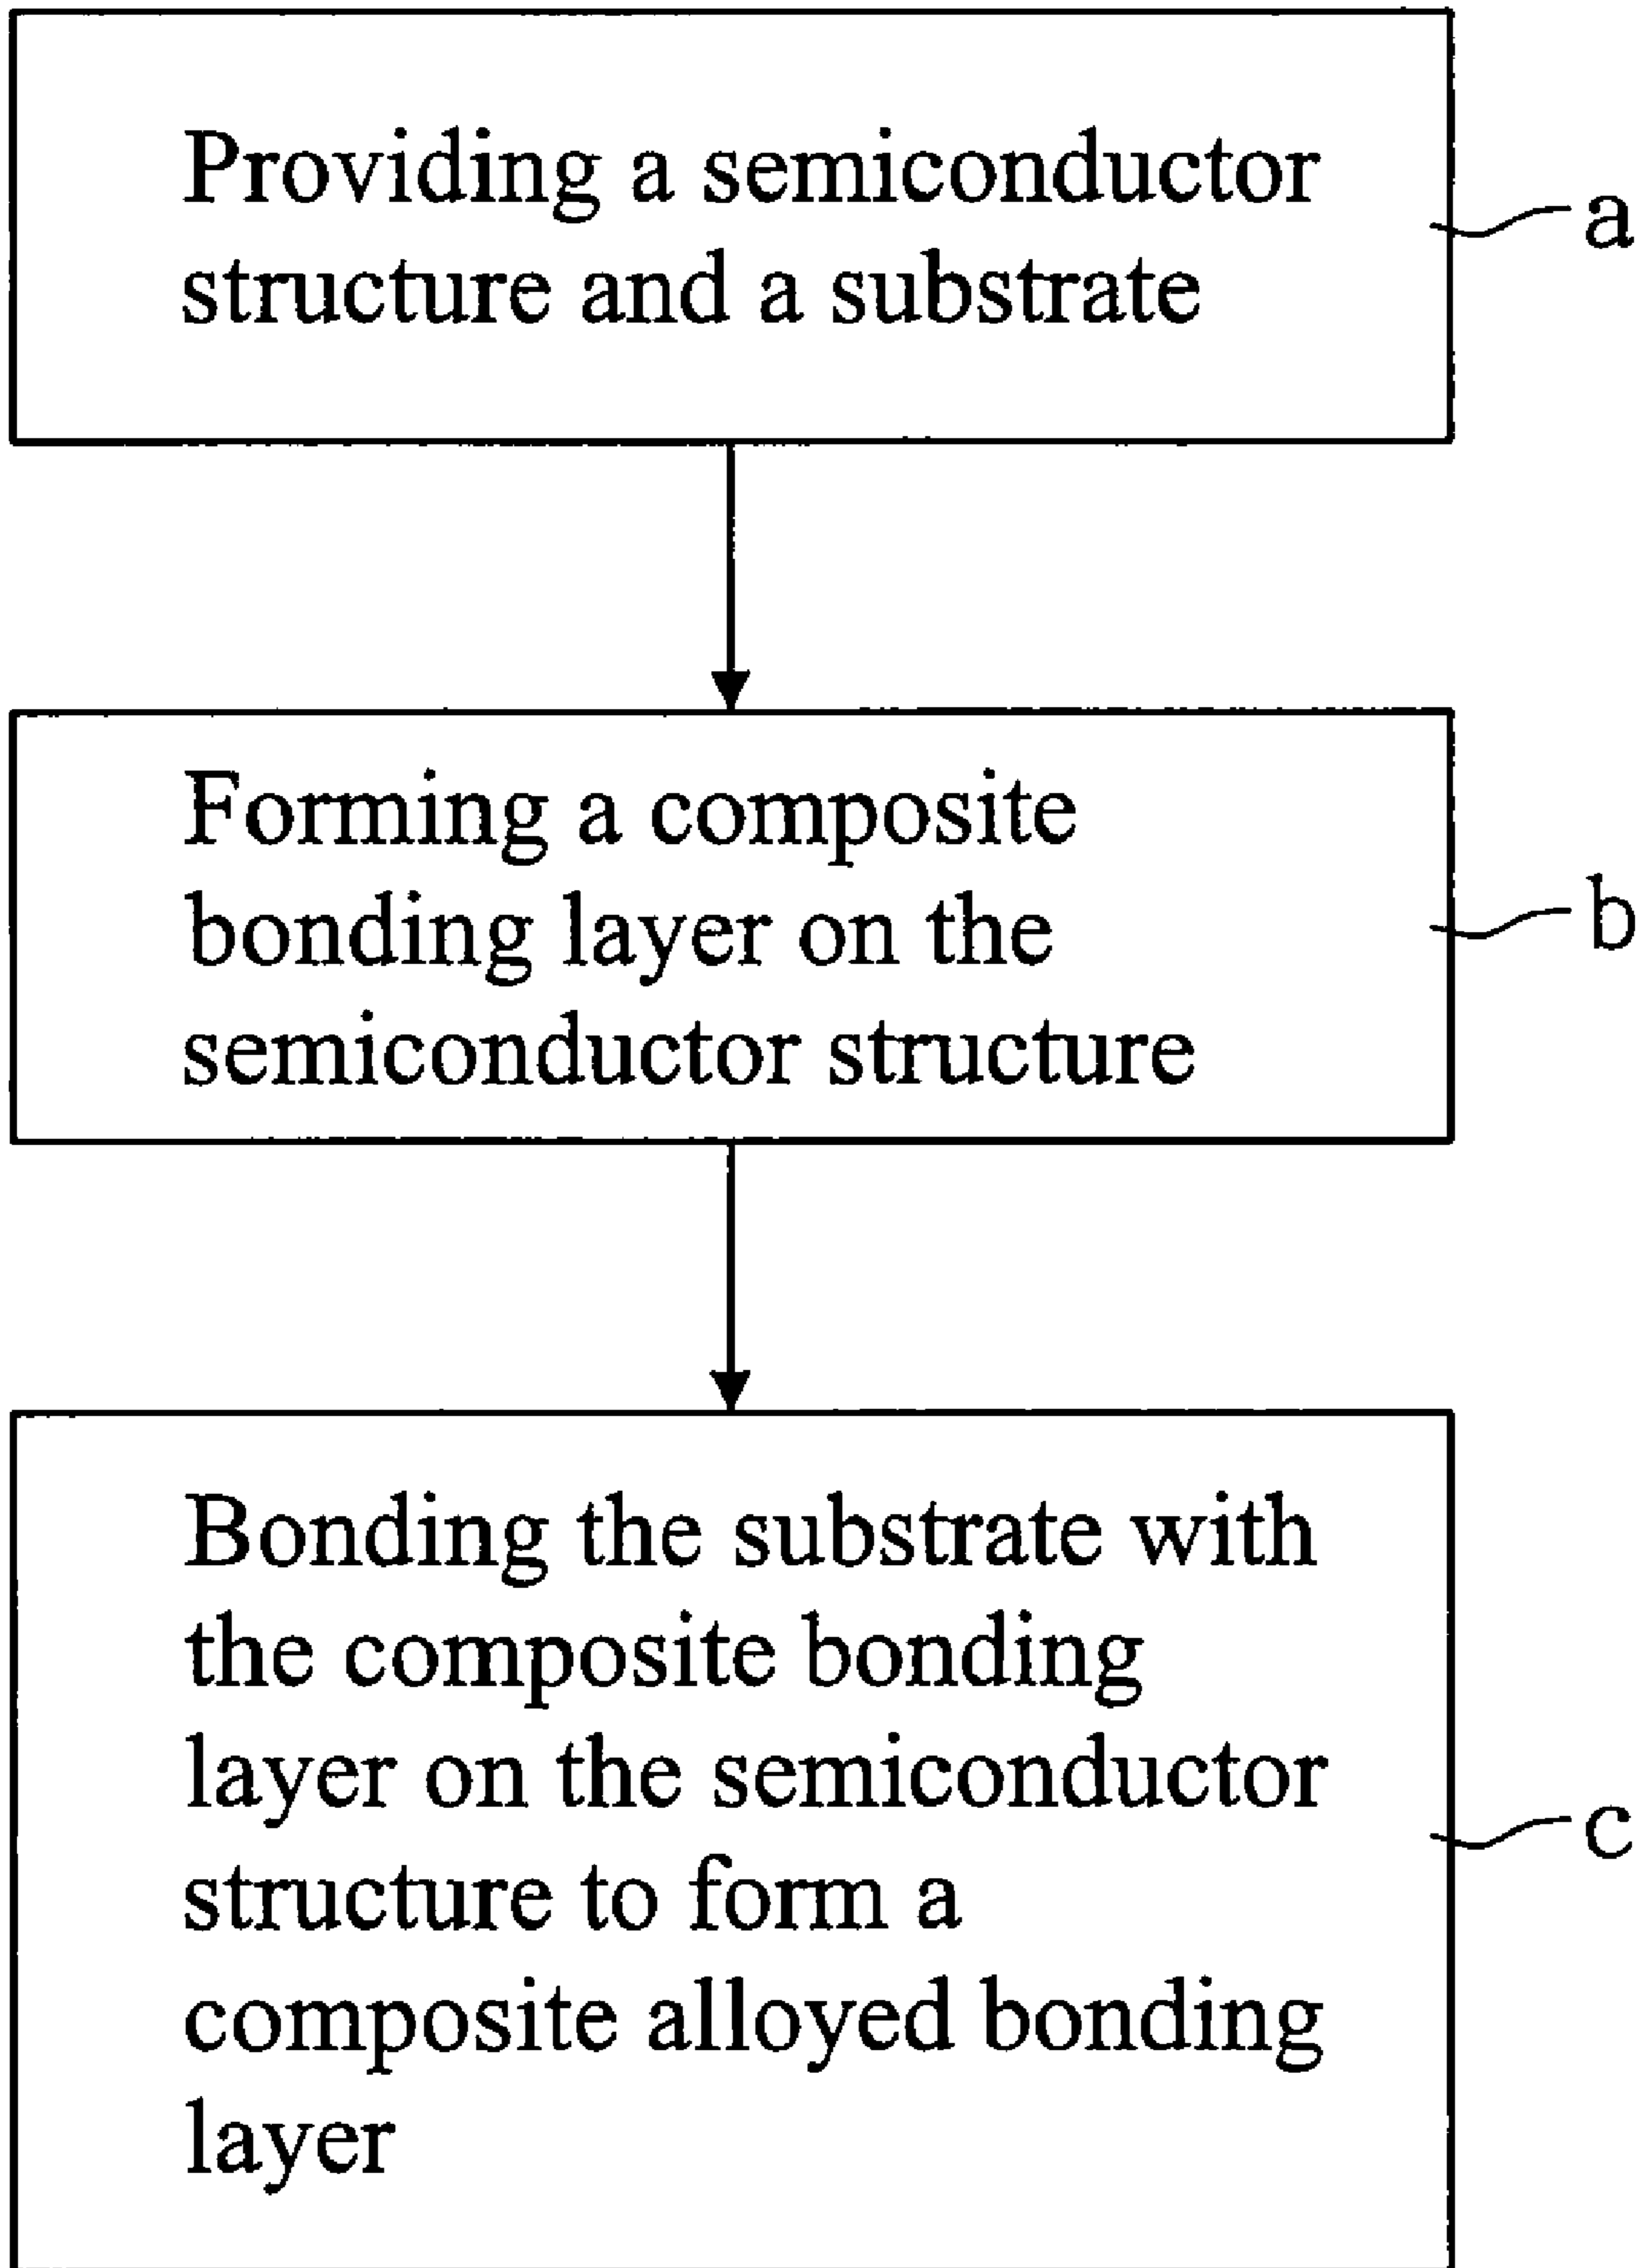 Providing a semiconductor
structure and a substrate
a
Forming a composite
bonding layer on the
semiconductor structure
b
Bonding the substrate with
the composite bonding
layer on the semiconductor
structure to form a
composite alloyed bonding
layer
c